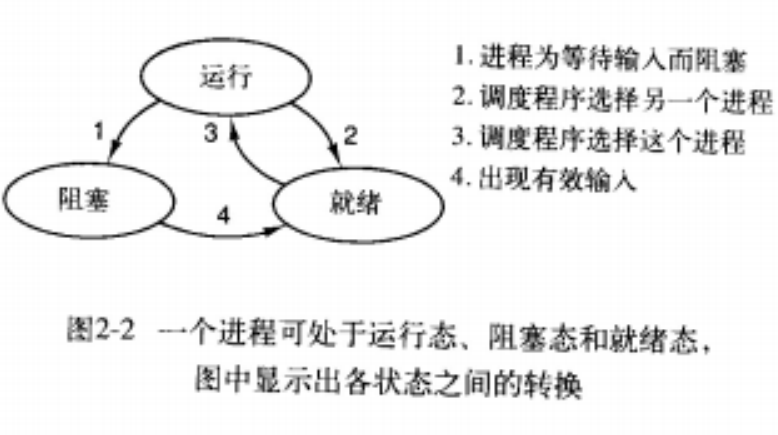 运行
1
3
2
阻塞
就绪
4
1. 进程为等待输入而阻塞
2. 调度程序选择另一个进程
3. 调度程序选择这个进程
4. 出现有效输入
图2-2 一个进程可处于运行态、阻塞态和就绪态，
图中显示出各状态之间的转换